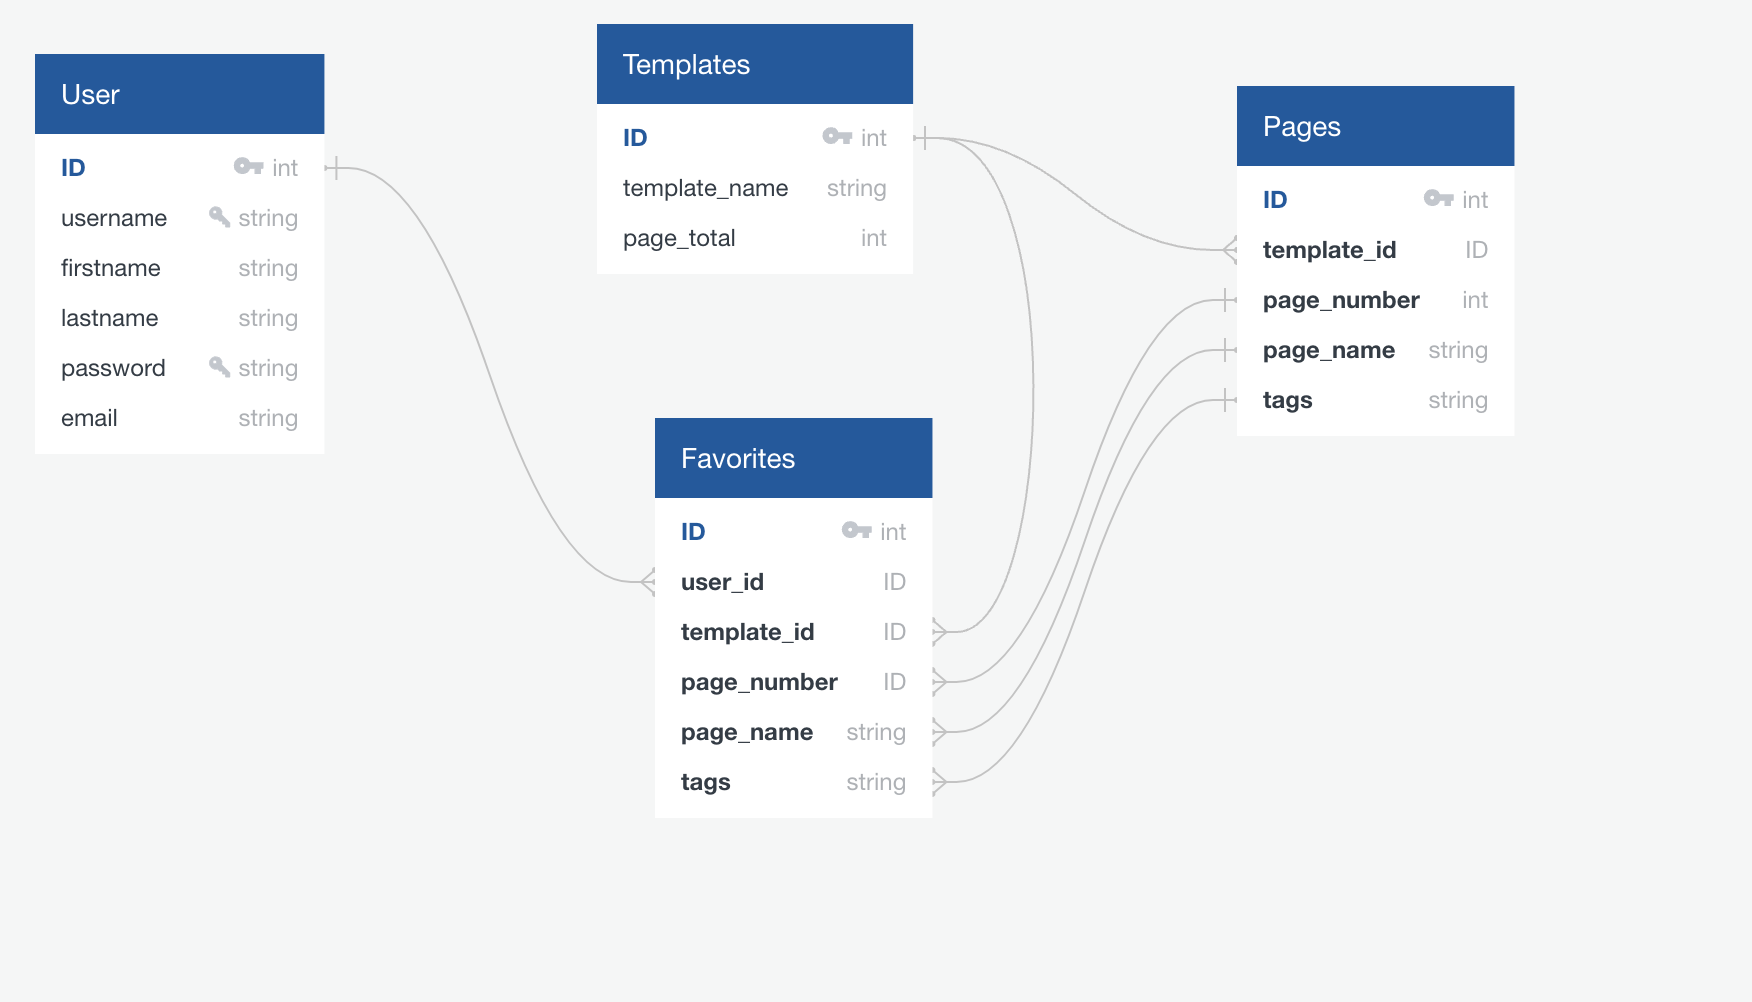 User
ID int
username string
firstname string
lastname string
password string
email string
Templates
ID int
template_name string
page_total int
Favorites
ID int
user_id ID
template_id ID
page_number ID
page_name string
tags string
Pages
ID int
template_id ID
page_number int
page_name string
tags string